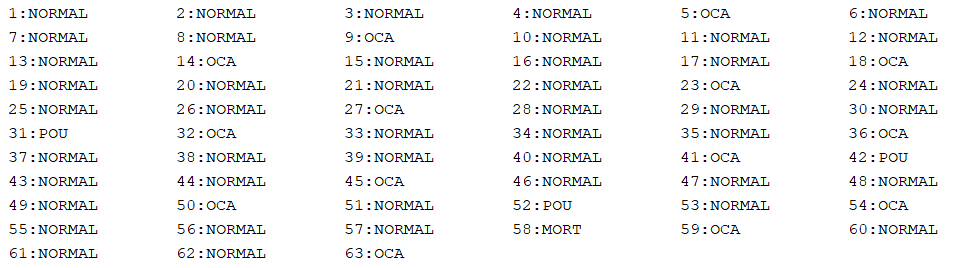 1:NORMAL 2:NORMAL 3:NORMAL 4:NORMAL 5:OCA 6:NORMAL
7:NORMAL 8:NORMAL 9:OCA 10:NORMAL 11:NORMAL 12:NORMAL
13:NORMAL 14:OCA 15:NORMAL 16:NORMAL 17:NORMAL 18:OCA
19:NORMAL 20:NORMAL 21:NORMAL 22:NORMAL 23:OCA 24:NORMAL
25:NORMAL 26:NORMAL 27:OCA 28:NORMAL 29:NORMAL 30:NORMAL
31:POU 32:OCA 33:NORMAL 34:NORMAL 35:NORMAL 36:OCA
37:NORMAL 38:NORMAL 39:NORMAL 40:NORMAL 41:OCA 42:POU
43:NORMAL 44:NORMAL 45:OCA 46:NORMAL 47:NORMAL 48:NORMAL
49:NORMAL 50:OCA 51:NORMAL 52:POU 53:NORMAL 54:OCA
55:NORMAL 56:NORMAL 57:NORMAL 58:MORT 59:OCA 60:NORMAL
61:NORMAL 62:NORMAL 63:OCA